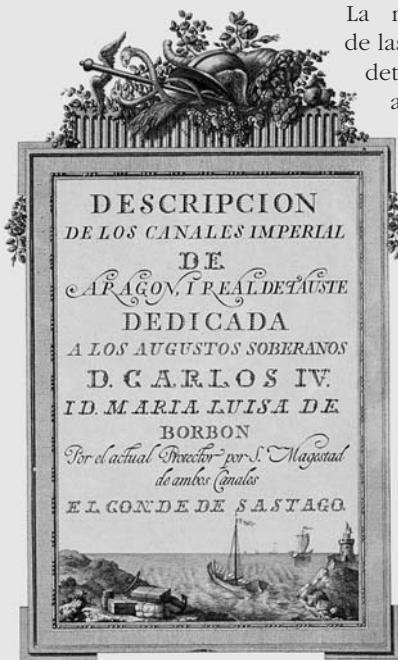 La
de las
DESCRIPCION
DE LOS CANALES IMPERIAL
DE
ARAGON, I REAL DE TAUSTE
DEDICADA
A LOS AUGUSTOS SOBERANOS
D. CARLOS IV.
I D. MARIA LUISA DE
BORBON
Por el actual Protector por S. Magestad
de ambos Canales
EL CONDE DE SASTAGO.